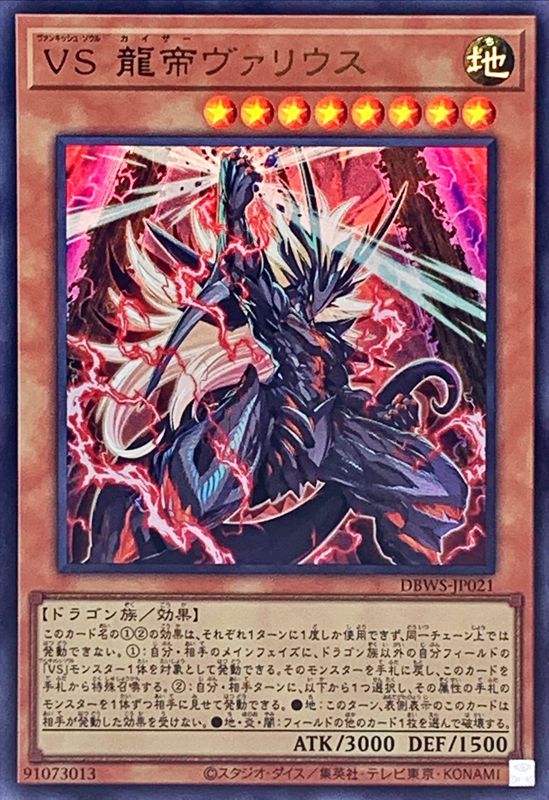 ヴァンキッシュ・ソウル カイザー
VS 龍帝ヴァリウス
地
DBWS-JP021
【ドラゴン族／効果】
このカード名の①②の効果は、それぞれ1ターンに1度しか使用できず、同一チェーン上では
発動できない。①：自分・相手のメインフェイズに、ドラゴン族以外の自分フィールドの
「VS」モンスター1体を対象として発動できる。そのモンスターを手札に戻し、このカードを
手札から特殊召喚する。②：自分・相手ターンに、以下から1つ選択し、その属性の手札の
モンスターを1体ずつ相手に見せて発動できる。●地：このターン、表側表示のこのカードは
相手が発動した効果を受けない。●地・炎・闇：フィールドの他のカード1枚を選んで破壊する。
ATK/3000 DEF/1500
91073013
©スタジオ・ダイス／集英社・テレビ東京・KONAMI